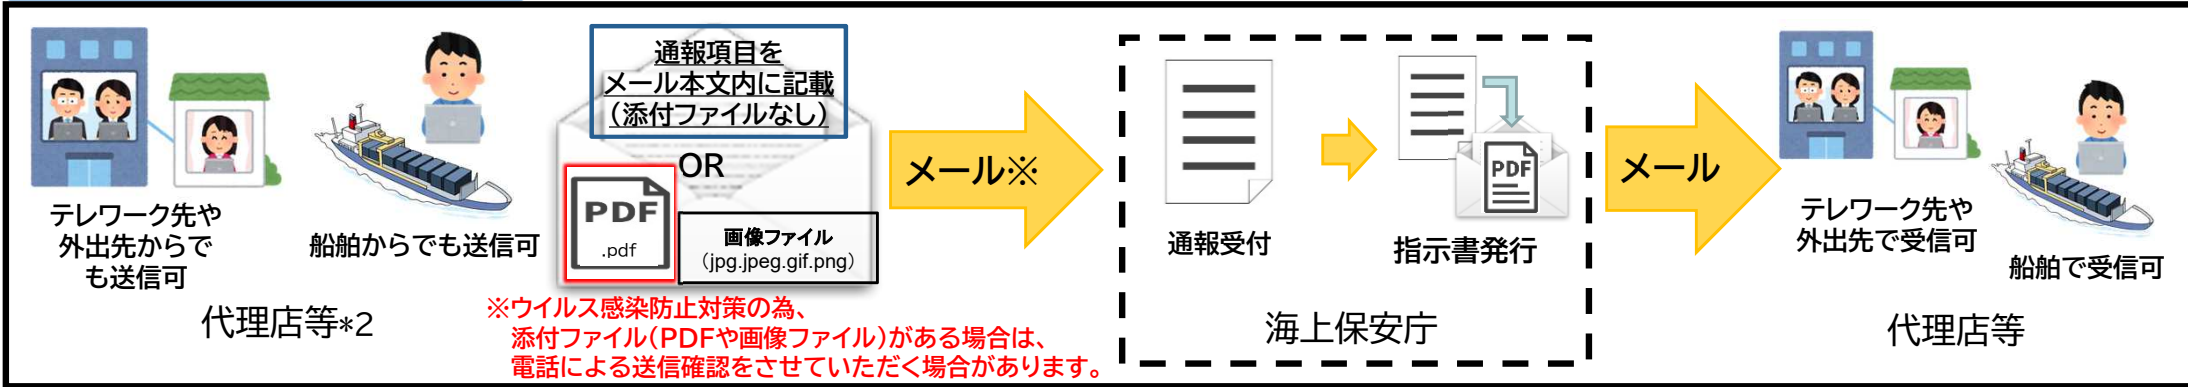 テレワーク先や
外出先からで
も送信可
船舶からでも送信可
代理店等*2
通報項目を
メール本文内に記載
(添付ファイルなし)
OR
PDF
.pdf
画像ファイル
(jpg.jpeg.gif.png)
※ウイルス感染防止対策の為、
添付ファイル(PDFや画像ファイル)がある場合は、
電話による送信確認をさせていただく場合があります。
メール※
通報受付
PDF
指示書発行
海上保安庁
メール
テレワーク先や
外出先で受信可
船舶で受信可
代理店等